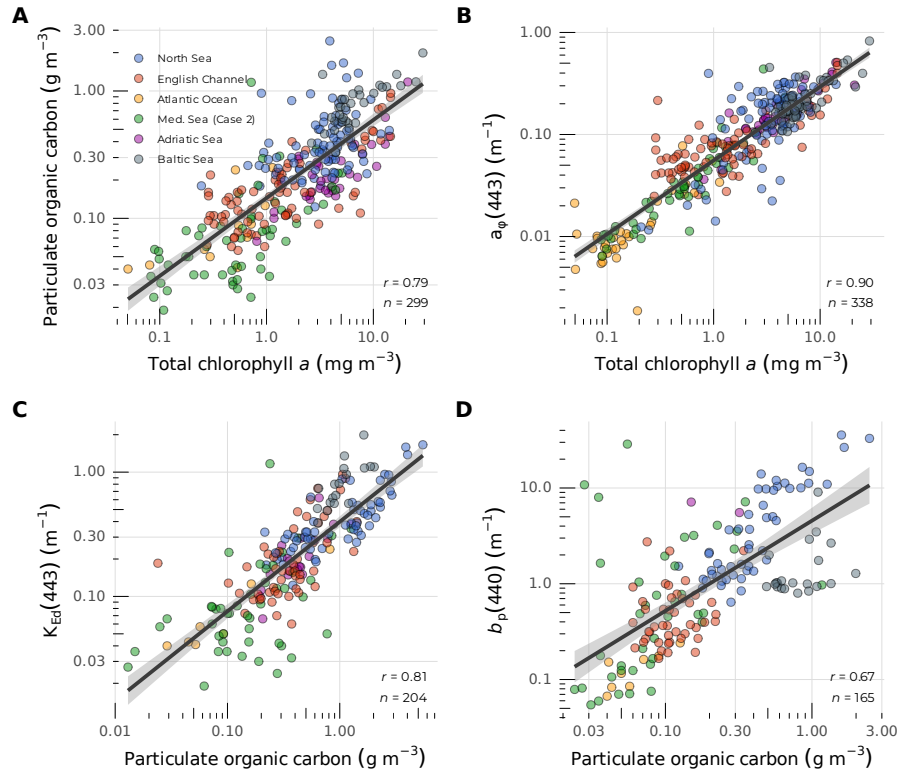 A
Particulate organic carbon (g m⁻³)
3.00
1.00
0.30
0.10
0.03
North Sea
English Channel
Atlantic Ocean
Med. Sea (Case 2)
Adriatic Sea
Baltic Sea
r = 0.79
n = 299
0.1 1.0 10.0
Total chlorophyll a (mg m⁻³)
B
aφ(443) (m⁻¹)
1.00
0.10
0.01
r = 0.90
n = 338
0.1 1.0 10.0
Total chlorophyll a (mg m⁻³)
C
KEd(443) (m⁻¹)
1.00
0.30
0.10
0.03
r = 0.81
n = 204
0.01 0.10 1.00
Particulate organic carbon (g m⁻³)
D
bp(440) (m⁻¹)
10.0
1.0
0.1
r = 0.67
n = 165
0.03 0.10 0.30 1.00 3.00
Particulate organic carbon (g m⁻³)